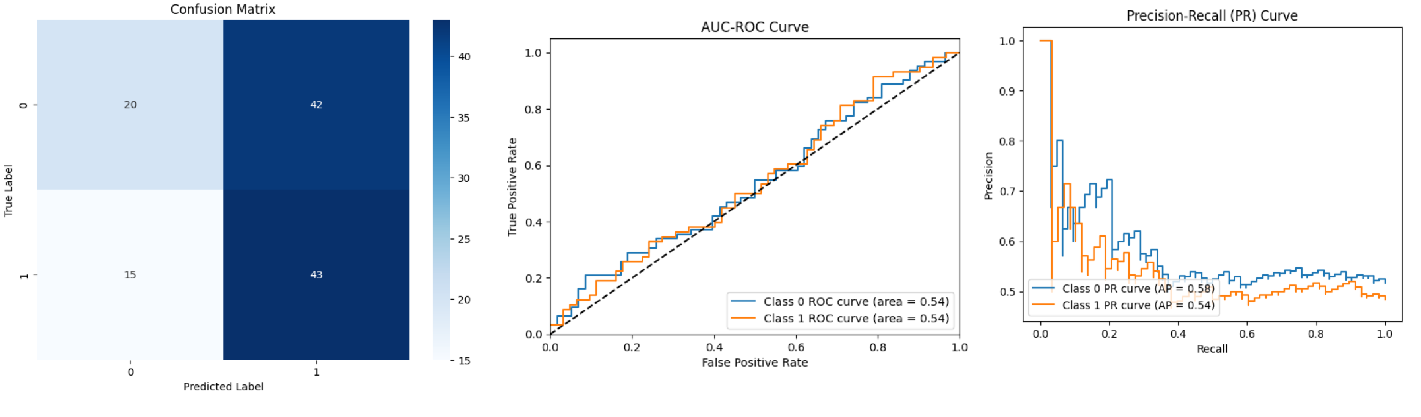 Confusion Matrix
20
42
15
43
0
1
0
1
True Label
Predicted Label
40
35
30
25
20
15
AUC-ROC Curve
1.0
0.8
0.6
0.4
0.2
0.0
0.0
0.2
0.4
0.6
0.8
1.0
True Positive Rate
False Positive Rate
Class 0 ROC curve (area = 0.54)
Class 1 ROC curve (area = 0.54)
Precision-Recall (PR) Curve
1.0
0.9
0.8
0.7
0.6
0.5
0.0
0.2
0.4
0.6
0.8
1.0
Precision
Recall
Class 0 PR curve (AP = 0.58)
Class 1 PR curve (AP = 0.54)